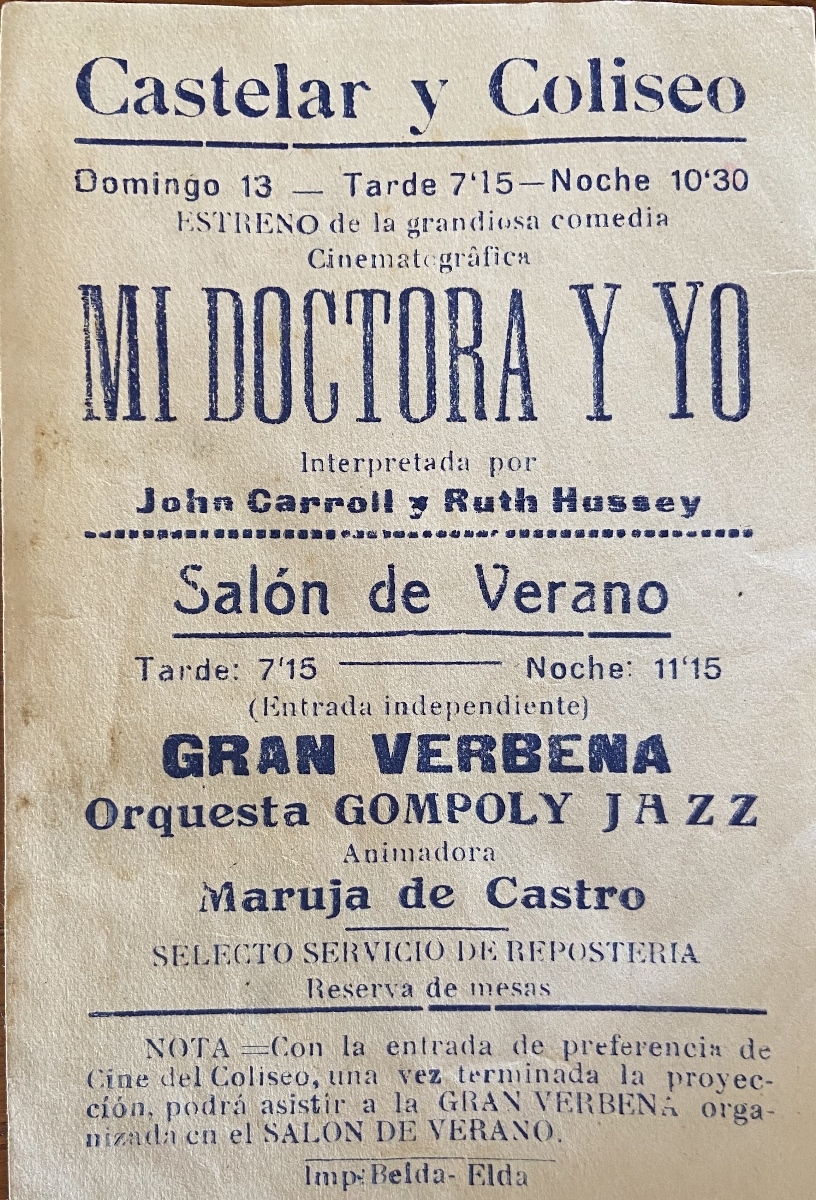 Castelar y Coliseo
Domingo 13 — Tarde 7'15—Noche 10'30
ESTRENO de la grandiosa comedia
Cinematogrâfica
MI DOCTORA Y YO
Interpretada por
John Carroll y Ruth Hussey
Salón de Verano
Tarde: 7'15 ——— Noche: 11'15
(Entrada independiente)
GRAN VERBENA
Orquesta GOMPOLY JAZZ
Animadora
Maruja de Castro
SELECTO SERVICIO DE REPOSTERIA
Reserva de mesas
NOTA =Con la entrada de preferencia de
Cine del Coliseo, una vez terminada la proyec-
ción, podrá asistir a la GRAN VERBENA orga-
nizada en el SALON DE VERANO.
Imp: Belda- Elda